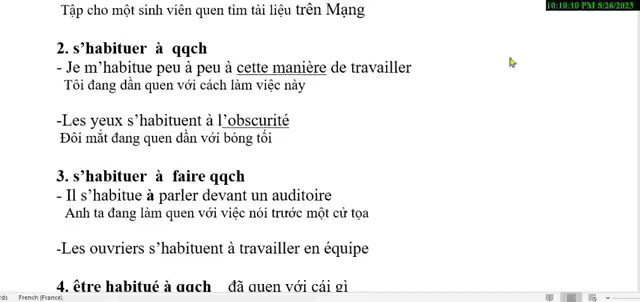 Tập cho một sinh viên quen tìm tài liệu trên Mạng
10:10:10 PM 5/26/2023
2. s’habituer à qqch
- Je m’habitue peu à peu à cette manière de travailler
Tôi đang dần quen với cách làm việc này
-Les yeux s’habituent à l’obscurité
Đôi mắt đang quen dần với bóng tối
3. s’habituer à faire qqch
- Il s’habitue à parler devant un auditoire
Anh ta đang làm quen với việc nói trước một cử tọa
-Les ouvriers s’habituent à travailler en équipe
4. être habitué à qqch đã quen với cái gì
rds French (France)